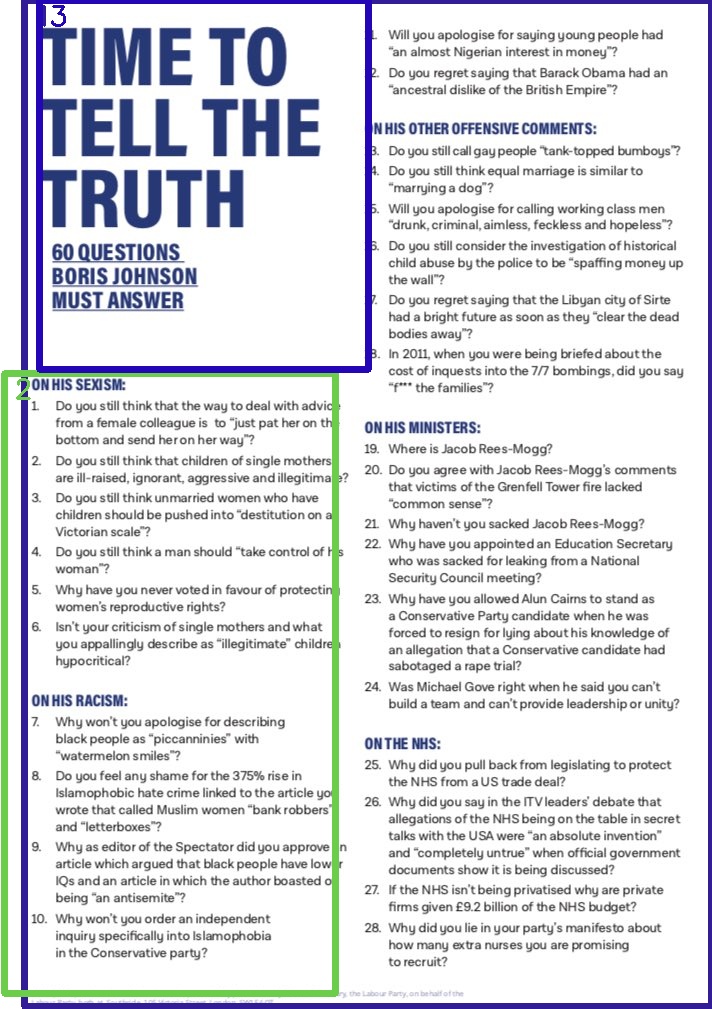 13
TIME TO
TELL THE
TRUTH
60 QUESTIONS
BORIS JOHNSON
MUST ANSWER
2
ON HIS SEXISM:
1. Do you still think that the way to deal with advice
from a female colleague is to “just pat her on the
bottom and send her on her way”?
2. Do you still think that children of single mothers
are ill-raised, ignorant, aggressive and illegitimate?
3. Do you still think unmarried women who have
children should be pushed into “destitution on a
Victorian scale”?
4. Do you still think a man should “take control of his
woman”?
5. Why have you never voted in favour of protecting
women’s reproductive rights?
6. Isn’t your criticism of single mothers and what
you appallingly describe as “illegitimate” children
hypocritical?
ON HIS RACISM:
7. Why won’t you apologise for describing
black people as “piccaninnies” with
“watermelon smiles”?
8. Do you feel any shame for the 375% rise in
Islamophobic hate crime linked to the article you
wrote that called Muslim women “bank robbers”
and “letterboxes”?
9. Why as editor of the Spectator did you approve an
article which argued that black people have lower
IQs and an article in which the author boasted of
being “an antisemite”?
10. Why won’t you order an independent
inquiry specifically into Islamophobia
in the Conservative party?
1. Will you apologise for saying young people had
“an almost Nigerian interest in money”?
2. Do you regret saying that Barack Obama had an
“ancestral dislike of the British Empire”?
ON HIS OTHER OFFENSIVE COMMENTS:
3. Do you still call gay people “tank-topped bumboys”?
4. Do you still think equal marriage is similar to
“marrying a dog”?
5. Will you apologise for calling working class men
“drunk, criminal, aimless, feckless and hopeless”?
6. Do you still consider the investigation of historical
child abuse by the police to be “spaffing money up
the wall”?
7. Do you regret saying that the Libyan city of Sirte
had a bright future as soon as they “clear the dead
bodies away”?
8. In 2011, when you were being briefed about the
cost of inquests into the 7/7 bombings, did you say
“f*** the families”?
ON HIS MINISTERS:
19. Where is Jacob Rees-Mogg?
20. Do you agree with Jacob Rees-Mogg’s comments
that victims of the Grenfell Tower fire lacked
“common sense”?
21. Why haven’t you sacked Jacob Rees-Mogg?
22. Why have you appointed an Education Secretary
who was sacked for leaking from a National
Security Council meeting?
23. Why have you allowed Alun Cairns to stand as
a Conservative Party candidate when he was
forced to resign for lying about his knowledge of
an allegation that a Conservative candidate had
sabotaged a rape trial?
24. Was Michael Gove right when he said you can’t
build a team and can’t provide leadership or unity?
ON THE NHS:
25. Why did you pull back from legislating to protect
the NHS from a US trade deal?
26. Why did you say in the ITV leaders’ debate that
allegations of the NHS being on the table in secret
talks with the USA were “an absolute invention”
and “completely untrue” when official government
documents show it is being discussed?
27. If the NHS isn’t being privatised why are private
firms given £9.2 billion of the NHS budget?
28. Why did you lie in your party’s manifesto about
how many extra nurses you are promising
to recruit?
the Labour Party, on behalf of the